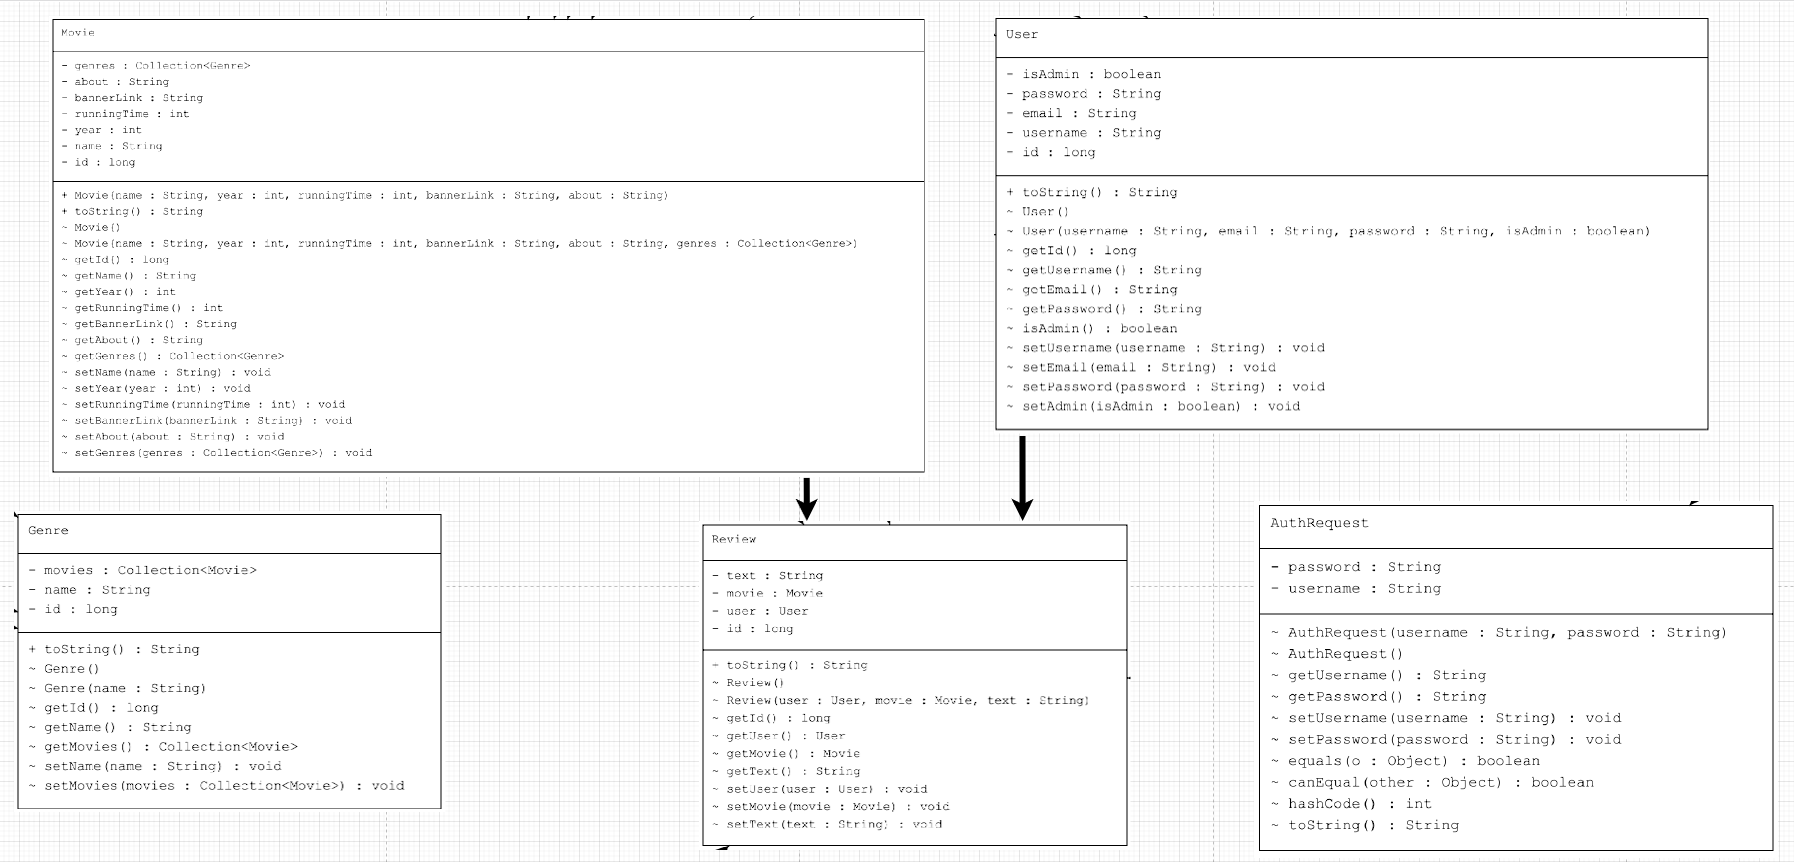 Movie
- genres : Collection<Genre>
- about : String
- bannerLink : String
- runningTime : int
- year : int
- name : String
- id : long
+ Movie(name : String, year : int, runningTime : int, bannerLink : String, about : String)
+ toString() : String
~ Movie()
~ Movie(name : String, year : int, runningTime : int, bannerLink : String, about : String, genres : Collection<Genre>)
~ getId() : long
~ getName() : String
~ getYear() : int
~ getRunningTime() : int
~ getBannerLink() : String
~ getAbout() : String
~ getGenres() : Collection<Genre>
~ setName(name : String) : void
~ setYear(year : int) : void
~ setRunningTime(runningTime : int) : void
~ setBannerLink(bannerLink : String) : void
~ setAbout(about : String) : void
~ setGenres(genres : Collection<Genre>) : void
User
- isAdmin : boolean
- password : String
- email : String
- username : String
- id : long
+ toString() : String
~ User()
~ User(username : String, email : String, password : String, isAdmin : boolean)
~ getId() : long
~ getUsername() : String
~ getEmail() : String
~ getPassword() : String
~ isAdmin() : boolean
~ setUsername(username : String) : void
~ setEmail(email : String) : void
~ setPassword(password : String) : void
~ setAdmin(isAdmin : boolean) : void
Genre
- movies : Collection<Movie>
- name : String
- id : long
+ toString() : String
~ Genre()
~ Genre(name : String)
~ getId() : long
~ getName() : String
~ getMovies() : Collection<Movie>
~ setName(name : String) : void
~ setMovies(movies : Collection<Movie>) : void
Review
- text : String
- movie : Movie
- user : User
- id : long
~ toString() : String
~ Review()
~ Review(user : User, movie : Movie, text : String)
~ getId() : long
~ getUser() : User
~ getMovie() : Movie
~ getText() : String
~ setUser(user : User) : void
~ setMovie(movie : Movie) : void
~ setText(text : String) : void
AuthRequest
- password : String
- username : String
~ AuthRequest(username : String, password : String)
~ AuthRequest()
~ getUsername() : String
~ getPassword() : String
~ setUsername(username : String) : void
~ setPassword(password : String) : void
~ equals(o : Object) : boolean
~ canEqual(other : Object) : boolean
~ hashCode() : int
~ toString() : String